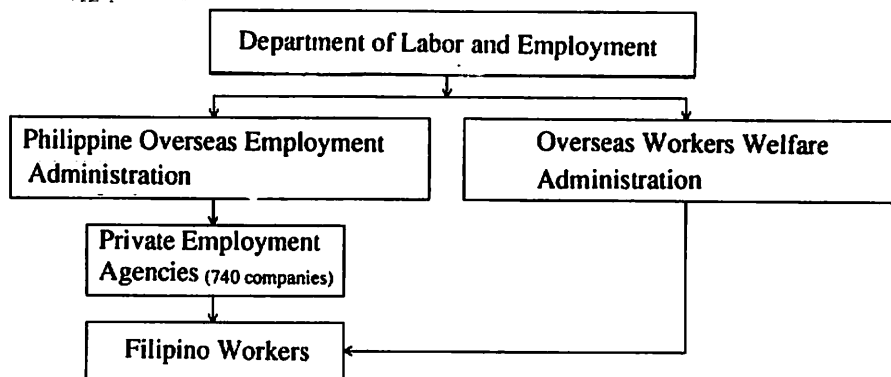 Department of Labor and Employment
Philippine Overseas Employment
Administration
Overseas Workers Welfare
Administration
Private Employment
Agencies (740 companies)
Filipino Workers